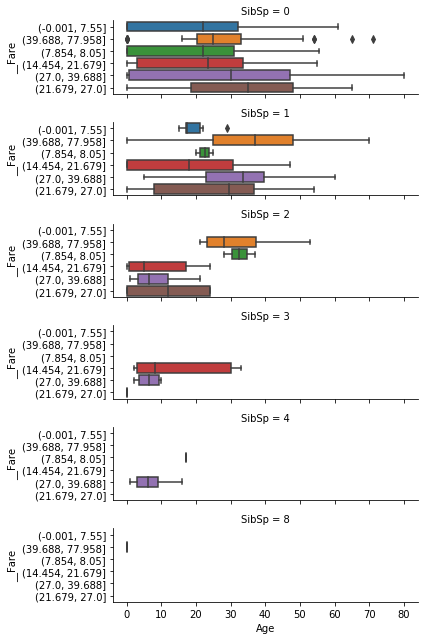 SibSp = 0
(-0.001, 7.55]
(39.688, 77.958]
(7.854, 8.05]
(14.454, 21.679]
(27.0, 39.688]
(21.679, 27.0]
_Fare
SibSp = 1
(-0.001, 7.55]
(39.688, 77.958]
(7.854, 8.05]
(14.454, 21.679]
(27.0, 39.688]
(21.679, 27.0]
_Fare
SibSp = 2
(-0.001, 7.55]
(39.688, 77.958]
(7.854, 8.05]
(14.454, 21.679]
(27.0, 39.688]
(21.679, 27.0]
_Fare
SibSp = 3
(-0.001, 7.55]
(39.688, 77.958]
(7.854, 8.05]
(14.454, 21.679]
(27.0, 39.688]
(21.679, 27.0]
_Fare
SibSp = 4
(-0.001, 7.55]
(39.688, 77.958]
(7.854, 8.05]
(14.454, 21.679]
(27.0, 39.688]
(21.679, 27.0]
_Fare
SibSp = 8
(-0.001, 7.55]
(39.688, 77.958]
(7.854, 8.05]
(14.454, 21.679]
(27.0, 39.688]
(21.679, 27.0]
_Fare
0 10 20 30 40 50 60 70 80
Age